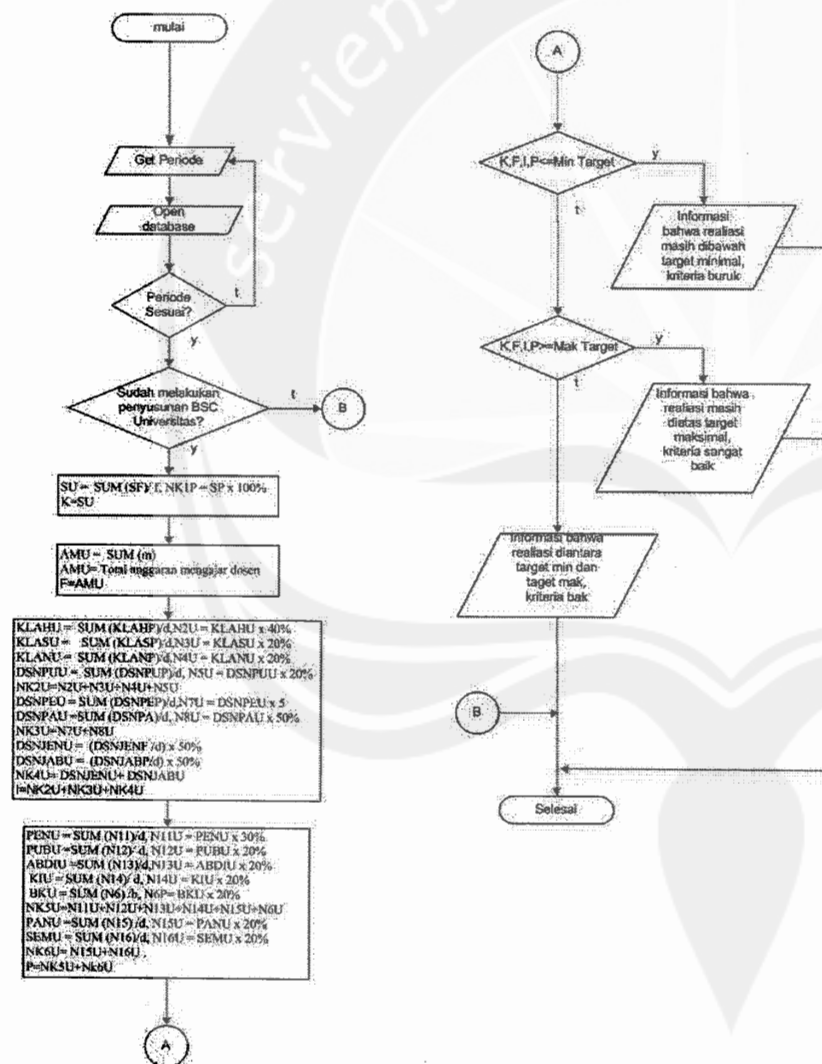 mulai
Get Periode
Open
database
Periode
Sesuai?
t
y
Sudah melakukan
penyusunan BSC
Universitas?
t
B
y
SU = SUM (SF)/ f, NK1P = SP x 100%
K=SU
AMU = SUM (m)
AMU= Total anggaran mengajar dosen
F=AMU
KLAHU = SUM (KLAHP)/d,N2U = KLAHU x 40%
KLASU = SUM (KLASP)/d,N3U = KLASU x 20%
KLANU = SUM (KLANP)/d,N4U = KLANU x 20%
DSNPUU = SUM (DSNPUP)/d, N5U = DSNPUU x 20%
NK2U=N2U+N3U+N4U+N5U
DSNPEU = SUM (DSNPEP)/d,N7U = DSNPEU x 5
DSNPAU =SUM (DSNPA)/d, N8U = DSNPAU x 50%
NK3U=N7U+N8U
DSNJENU = (DSNJENP/d) x 50%
DSNJABU = (DSNJABP/d) x 50%
NK4U= DSNJENU+ DSNJABU
I=NK2U+NK3U+NK4U
PENU = SUM (N11)/d, N11U = PENU x 30%
PUBU = SUM (N12)/ d, N12U = PUBU x 20%
ABDIU =SUM (N13)/d,N13U = ABDIU x 20%
KIU = SUM (N14)/ d, N14U = KIU x 20%
BKU = SUM (N6)/b, N6P= BKU x 20%
NK5U=N11U+N12U+N13U+N14U+N15U+N6U
PANU =SUM (N15)/d, N15U = PANU x 20%
SEMU = SUM (N16)/d, N16U = SEMU x 20%
NK6U= N15U+N16U
P=NK5U+Nk6U
A
A
K,F,I,P<=Min Target
y
t
Informasi
bahwa realiasi
masih dibawah
target minimal,
kriteria buruk
K,F,I,P>=Mak Target
y
t
Informasi bahwa
realiasi masih
diatas target
maksimal,
kriteria sangat
baik
Informasi bahwa
realiasi diantara
target min dan
taget mak,
kriteria baik
B
Selesai
serviens